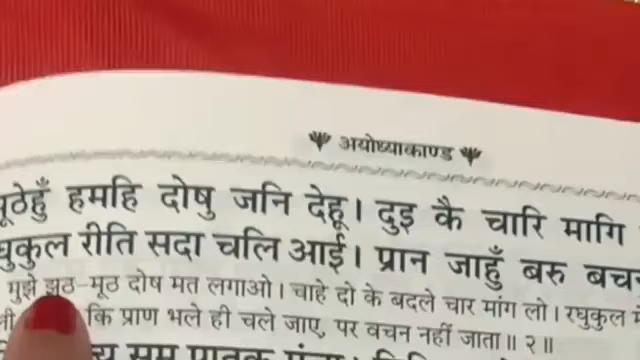 अयोध्याकाण्ड
हमहि दोषु जनि देहू। दुइ कै चारि मागि
रीति सदा चलि आई। प्रान जाहुँ बरु
मुझे झूठ-मूठ दोष मत लगाओ। चाहे दो के बदले चार मांग लो। रघुकुल
कि प्राण भले ही चले जाए, पर वचन नहीं जाता॥२॥